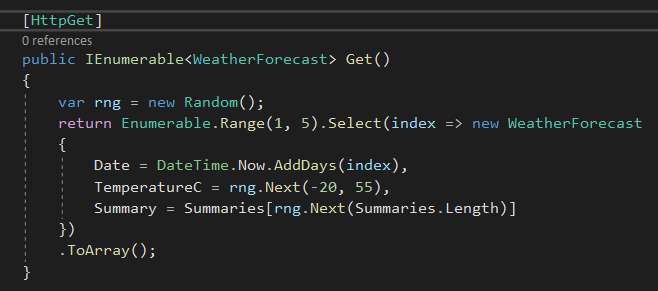 [HttpGet]
0 references
public IEnumerable<WeatherForecast> Get()
{
var rng = new Random();
return Enumerable.Range(1, 5).Select(index => new WeatherForecast
{
Date = DateTime.Now.AddDays(index),
TemperatureC = rng.Next(-20, 55),
Summary = Summaries[rng.Next(Summaries.Length)]
})
.ToArray();
}